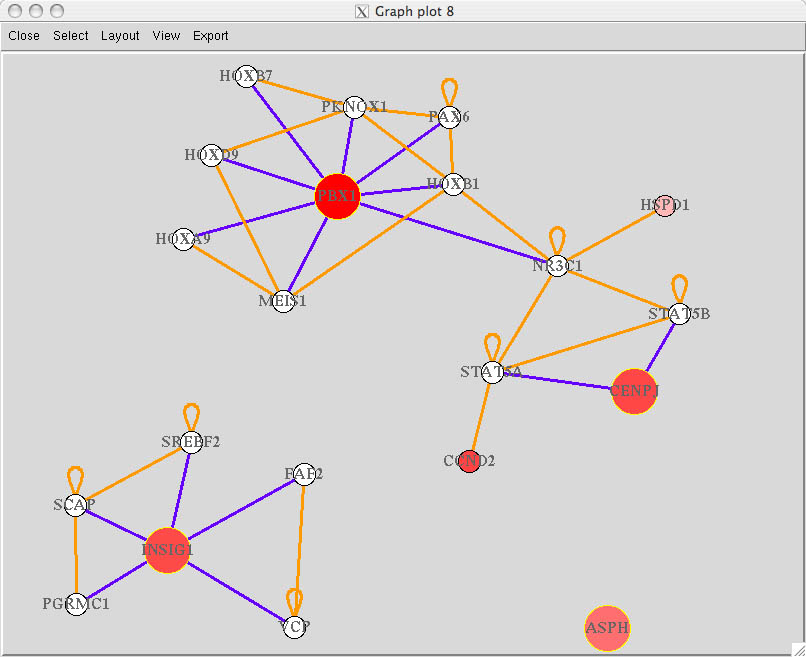 Graph plot 8
Close Select Layout View Export
HOXB7
PKNOX1
PAX6
HOXD9
HOXB1
PBX1
HSPD1
HOXA9
NR3C1
MEIS1
STAT5B
STAT5A
CENPJ
SREBF2
CCND2
FAF2
SCAP
INSIG1
PGRMC1
VCP
ASPH